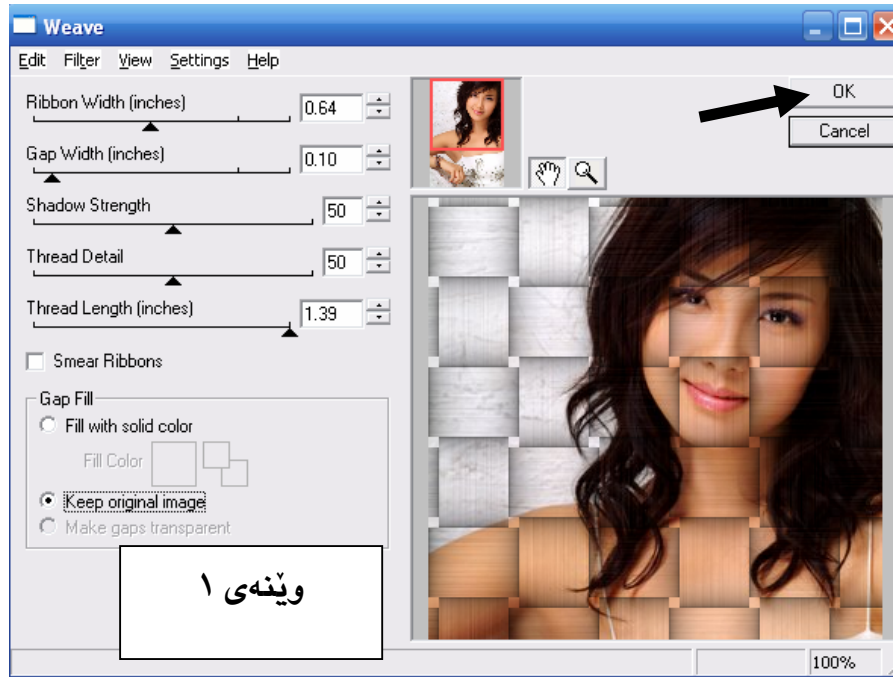 Weave
Edit Filter View Settings Help
Ribbon Width (inches) 0.64
Gap Width (inches) 0.10
Shadow Strength 50
Thread Detail 50
Thread Length (inches) 1.39
Smear Ribbons
Gap Fill
Fill with solid color
Fill Color
Keep original image
Make gaps transparent
OK
Cancel
وێنەی ١
100%